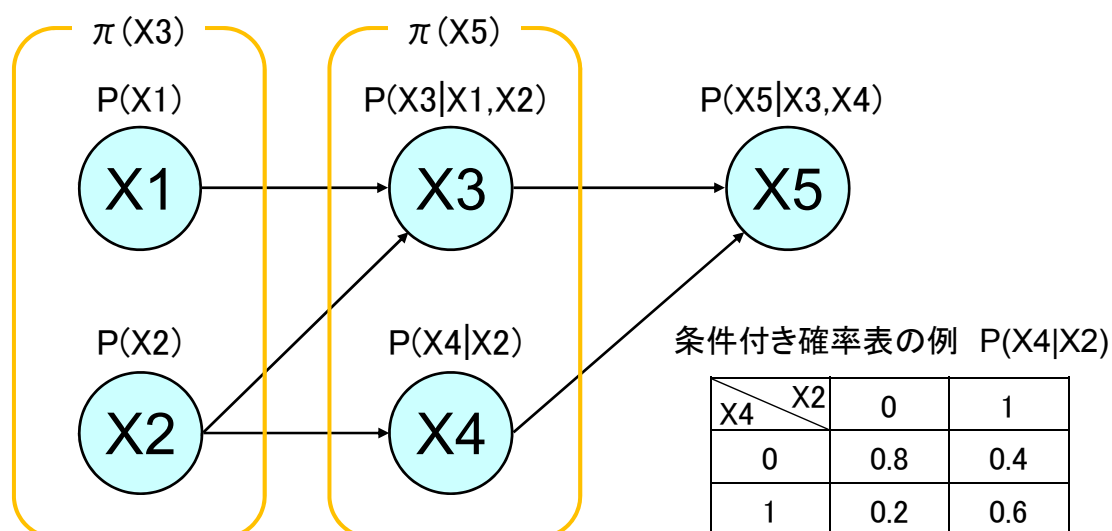 π(X3)
π(X5)
P(X1)
P(X3|X1,X2)
P(X5|X3,X4)
X1
X3
X5
P(X2)
P(X4|X2)
X2
X4
条件付き確率表の例 P(X4|X2)
X4 X2 0 1
0 0.8 0.4
1 0.2 0.6